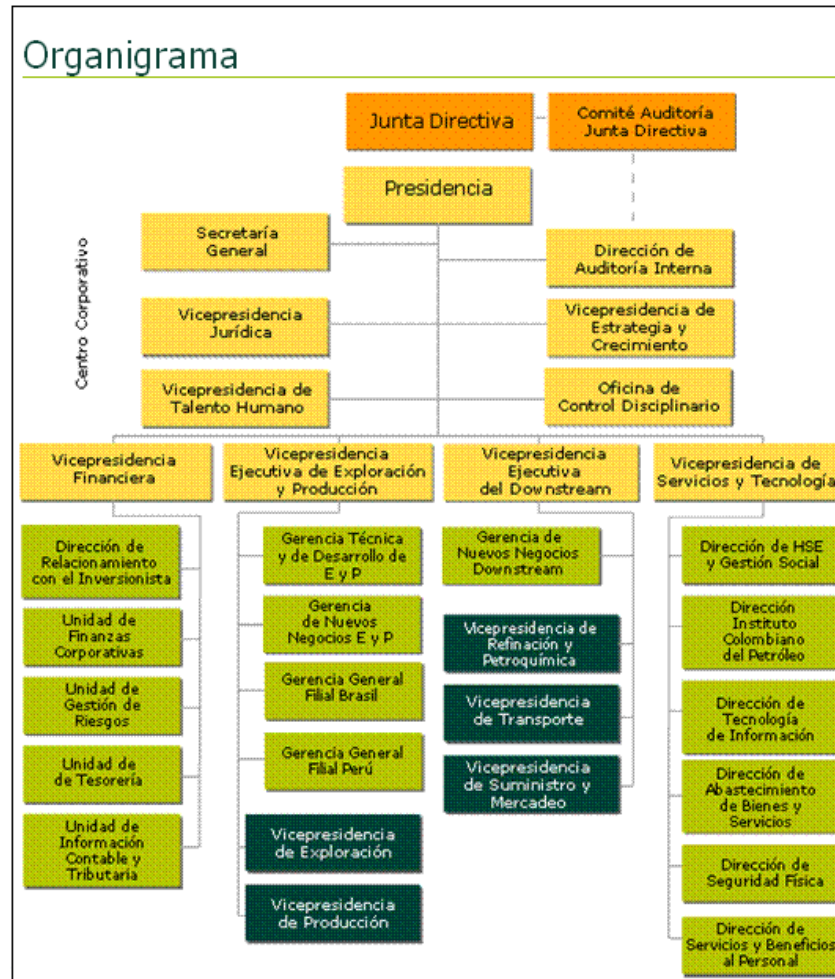 Organigrama
Junta Directiva
Comité Auditoría
Junta Directiva
Presidencia
Centro Corporativo
Secretaría
General
Dirección de
Auditoría Interna
Vicepresidencia
Jurídica
Vicepresidencia de
Estrategia y
Crecimiento
Vicepresidencia de
Talento Humano
Oficina de
Control Disciplinario
Vicepresidencia
Financiera
Vicepresidencia
Ejecutiva de Exploración
y Producción
Vicepresidencia
Ejecutiva
del Downstream
Vicepresidencia de
Servicios y Tecnología
Dirección de
Relacionamiento
con el Inversionista
Unidad de
Finanzas
Corporativas
Unidad de
Gestión de
Riesgos
Unidad de
de Tesorería
Unidad de
Información
Contable y
Tributaria
Gerencia Técnica
y de Desarrollo de
E y P
Gerencia
de Nuevos
Negocios E y P
Gerencia General
Filial Brasil
Gerencia General
Filial Perú
Vicepresidencia
de Exploración
Vicepresidencia
de Producción
Gerencia de
Nuevos Negocios
Downstream
Vicepresidencia de
Refinación y
Petroquímica
Vicepresidencia
de Transporte
Vicepresidencia
de Suministro y
Mercadeo
Dirección de HSE
y Gestión Social
Dirección
Instituto
Colombiano
del Petróleo
Dirección de
Tecnología
de Información
Dirección de
Abastecimiento
de Bienes y
Servicios
Dirección de
Seguridad Física
Dirección de
Servicios y Beneficios
al Personal